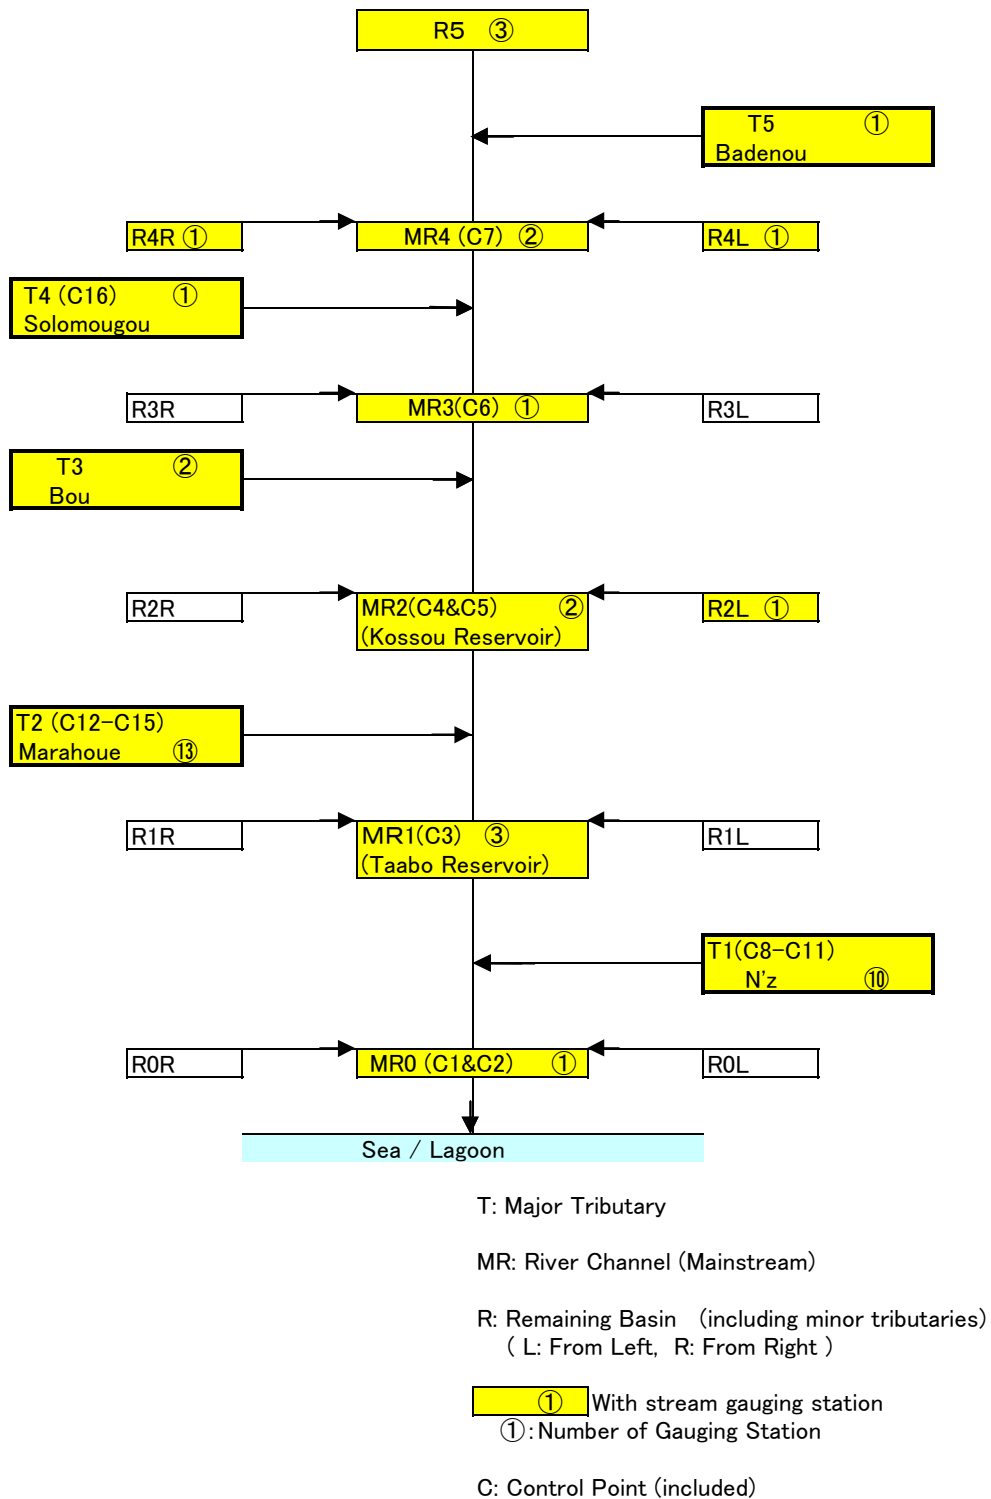 R5 ③
T5 ①
Badenou
R4R ①
MR4 (C7) ②
R4L ①
T4 (C16) ①
Solomougou
R3R
MR3(C6) ①
R3L
T3 ②
Bou
R2R
MR2(C4&C5) ②
(Kossou Reservoir)
R2L ①
T2 (C12-C15)
Marahoue ⑬
R1R
MR1(C3) ③
(Taabo Reservoir)
R1L
T1(C8-C11)
N'z ⑩
R0R
MR0 (C1&C2) ①
R0L
Sea / Lagoon
T: Major Tributary
MR: River Channel (Mainstream)
R: Remaining Basin (including minor tributaries)
( L: From Left, R: From Right )
① With stream gauging station
①:Number of Gauging Station
C: Control Point (included)